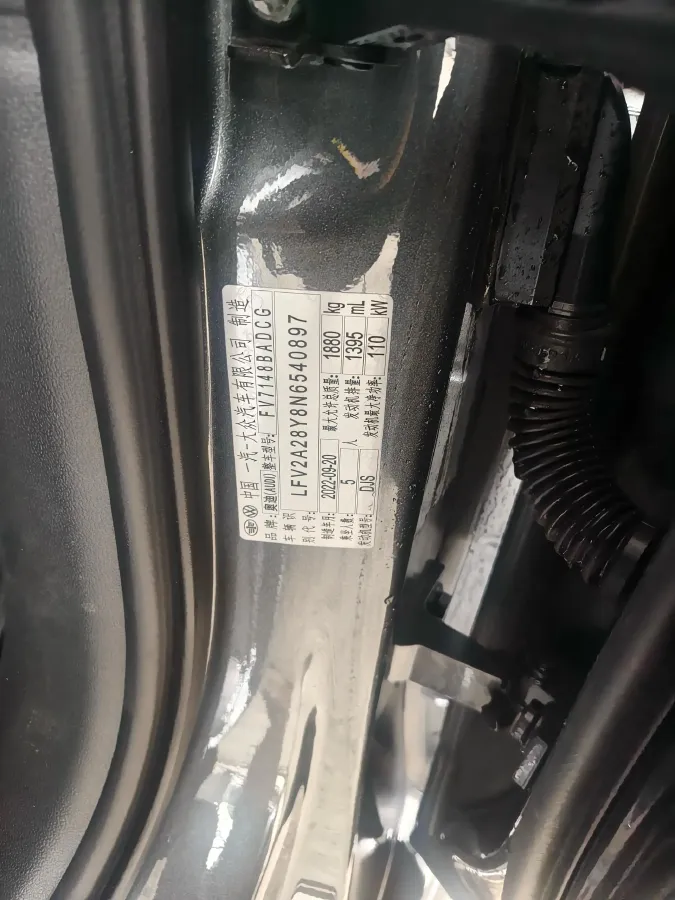 中国 一汽-大众汽车有限公司 制造
品牌:奥迪(AUDI) 整车型号: FV7148BADCG
车辆识别代号: LFV2A28Y8N6540897
制造年月: 2022-09-20 最大允许总质量: 1880 kg
乘坐人数: 5 人 发动机排量: 1395 mL
发动机型号: DJS 发动机最大净功率: 110 kW